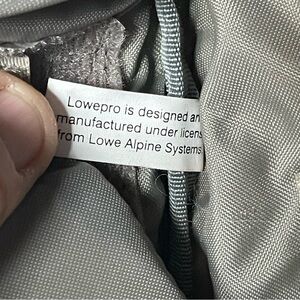 Lowepro is designed an
manufactured under licens
from Lowe Alpine Systems